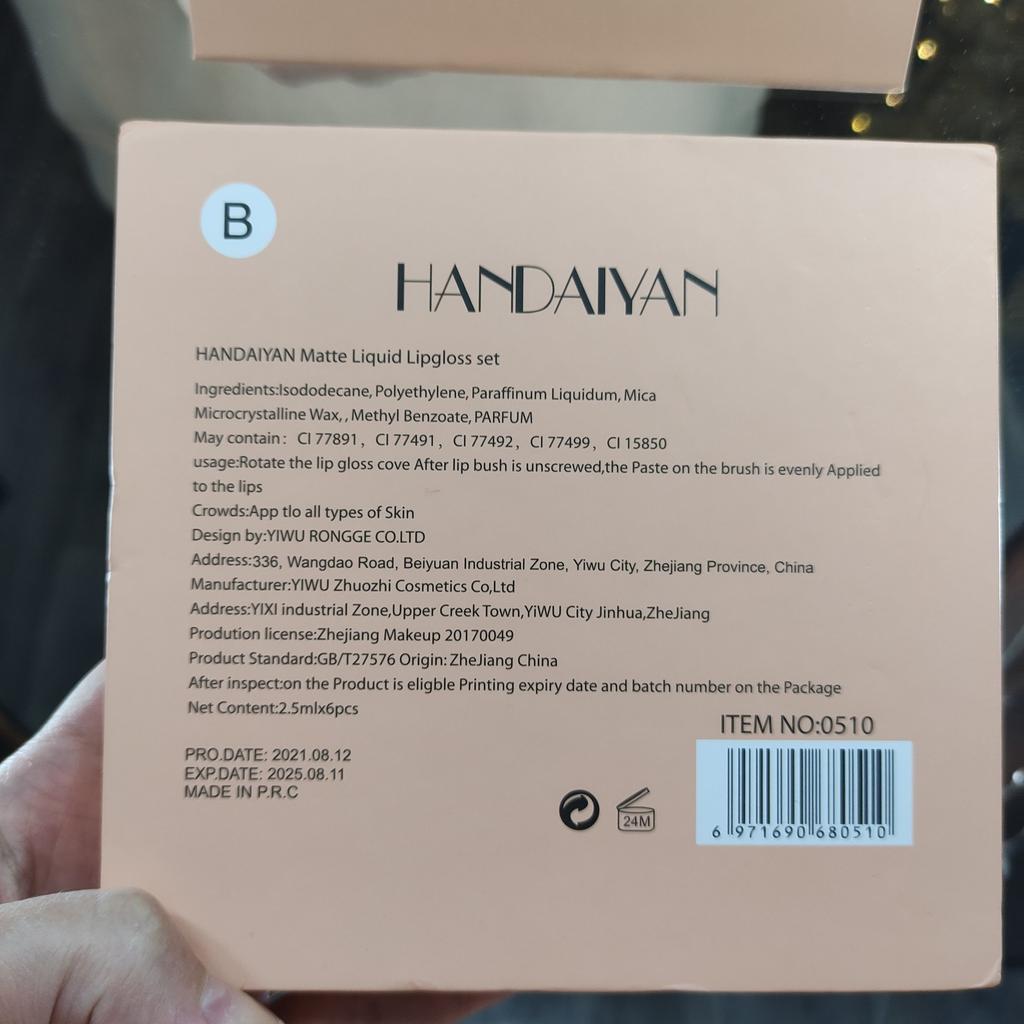 B
HANDAIYAN
HANDAIYAN Matte Liquid Lipgloss set
Ingredients:Isododecane, Polyethylene, Paraffinum Liquidum, Mica
Microcrystalline Wax, , Methyl Benzoate, PARFUM
May contain: CI 77891, CI 77491, CI 77492, CI 77499, CI 15850
usage:Rotate the lip gloss cove After lip bush is unscrewed,the Paste on the brush is evenly Applied
to the lips
Crowds:App tlo all types of Skin
Design by:YIWU RONGGE CO.LTD
Address:336, Wangdao Road, Beiyuan Industrial Zone, Yiwu City, Zhejiang Province, China
Manufacturer:YIWU Zhuozhi Cosmetics Co,Ltd
Address:YIXI industrial Zone,Upper Creek Town,YiWU City Jinhua,ZheJiang
Prodution license:Zhejiang Makeup 20170049
Product Standard:GB/T27576 Origin: ZheJiang China
After inspect:on the Product is eligble Printing expiry date and batch number on the Package
Net Content:2.5mlx6pcs
ITEM NO:0510
PRO.DATE: 2021.08.12
EXP.DATE: 2025.08.11
MADE IN P.R.C
24M
6 971690 680510